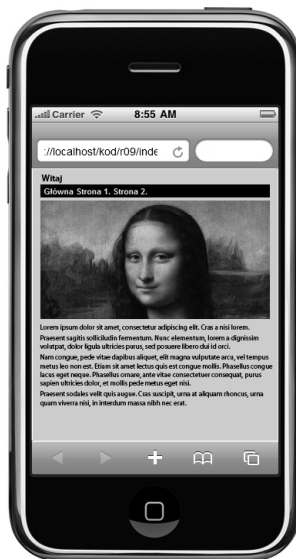 Carrier 8:55 AM
://localhost/kod/r09/inde
Witaj
Główna Strona 1. Strona 2.
Lorem ipsum dolor sit amet, consectetur adipiscing elit. Cras a nisi lorem.
Praesent sagitis sollicitudin fermentum. Nunc elementum, lorem a dignissim
volutpat, dolor ligula ultricies purus, sed posuere libero dui id orci.
Nam congue, pede vitae dapibus aliquet, elit magna vulputate arcu, vel tempus
metus leo non est. Etiam sit amet lectus quis est congue mollis. Phasellus congue
lacus eget neque. Phasellus ornare, ante vitae consectetuer consequat, purus
sapien ultricies dolor, et mollis pede metus eget nisi.
Praesent sodales velit quis augue. Cras suscipit, urna at aliquam rhoncus, urna
quam viverra nisi, in interdum massa nibh nec erat.